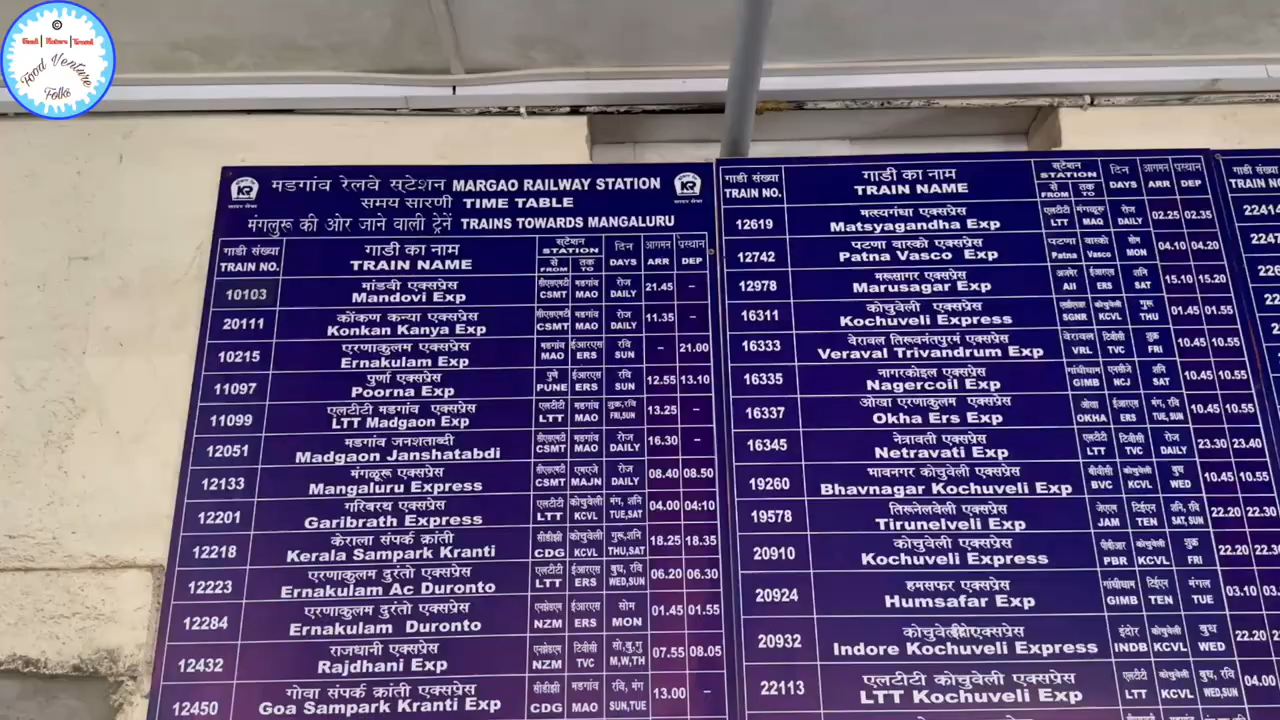 ©
Food | Nature | Travel
Food Venture
Folks
मडगांव रेलवे स्टेशन MARGAO RAILWAY STATION
समय सारणी TIME TABLE
मंगलुरू की ओर जाने वाली ट्रेनें TRAINS TOWARDS MANGALURU
गाडी संख्या गाडी का नाम स्टेशन दिन आगमन पस्थान
TRAIN NO. TRAIN NAME STATION से FROM तक TO DAYS ARR DEP
मांडवी एक्सप्रेस सीएसएमटी मडगांव रोज
10103 Mandovi Exp CSMT MAO DAILY 21.45 –
कोंकण कन्या एक्सप्रेस सीएसएमटी मडगांव रोज
20111 Konkan Kanya Exp CSMT MAO DAILY 11.35 –
एरणाकुलम एक्सप्रेस मडगांव ईआरएस रवि
10215 Ernakulam Exp MAO ERS SUN – 21.00
पुर्णा एक्सप्रेस पुणे ईआरएस रवि
11097 Poorna Exp PUNE ERS SUN 12.55 13.10
एलटीटी मडगांव एक्सप्रेस एलटीटी मडगांव शुक्र,रवि
11099 LTT Madgaon Exp LTT MAO FRI,SUN 13.25 –
मडगांव जनशताब्दी सीएसएमटी मडगांव रोज
12051 Madgaon Janshatabdi CSMT MAO DAILY 16.30 –
मंगळूरू एक्सप्रेस सीएसएमटी एमएजे रोज
12133 Mangaluru Express CSMT MAJN DAILY 08.40 08.50
गरिबरथ एक्सप्रेस एलटीटी कोचुवेली मंग, शनि
12201 Garibrath Express LTT KCVL TUE,SAT 04.00 04:10
केराला संपर्क क्रांती सीडीझी कोचुवेली गुरू,शनि
12218 Kerala Sampark Kranti CDG KCVL THU,SAT 18.25 18.35
एरणाकुलम दुरंतो एक्सप्रेस एलटीटी ईआरएस बुध, रवि
12223 Ernakulam Ac Duronto LTT ERS WED,SUN 06.20 06.30
एरणाकुलम दुरंतो एक्सप्रेस एनझेडएम ईआरएस सोम
12284 Ernakulam Duronto NZM ERS MON 01.45 01.55
राजधानी एक्सप्रेस एनझेडएम टिवीसी सो,बु,गु
12432 Rajdhani Exp NZM TVC M,W,TH 07.55 08.05
गोवा संपर्क क्रांती एक्सप्रेस सीडीझी मडगांव रवि, मंग
12450 Goa Sampark Kranti Exp CDG MAO SUN,TUE 13.00 –
गाडी संख्या गाडी का नाम स्टेशन दिन आगमन पस्थान
TRAIN NO. TRAIN NAME STATION से FROM तक TO DAYS ARR DEP
मत्स्यगंधा एक्सप्रेस एलटीटी मंगळूरू रोज
12619 Matsyagandha Exp LTT MAQ DAILY 02.25 02.35
पटणा वास्को एक्सप्रेस पटणा वास्को सोम
12742 Patna Vasco Exp Patna Vasco MON 04.10 04.20
मरूसागर एक्सप्रेस अजमेर ईआरएस शनि
12978 Marusagar Exp AII ERS SAT 15.10 15.20
कोचुवेली एक्सप्रेस कोचुवेली गुरू
16311 Kochuveli Express SGNR KCVL THU 01.45 01.55
वेरावल तिरूवनंतपुरमं एक्सप्रेस वेरावल टिवीसी शुक्र
16333 Veraval Trivandrum Exp VRL TVC FRI 10.45 10.55
नागरकोइल एक्सप्रेस गांधीधाम एनसीजे शनि
16335 Nagercoil Exp GIMB NCJ SAT 10.45 10.55
ओखा एरणाकुलम एक्सप्रेस ओखा ईआरएस मंग, रवि
16337 Okha Ers Exp OKHA ERS TUE, SUN 10.45 10.55
नेत्रावती एक्सप्रेस एलटीटी टिवीसी रोज
16345 Netravati Exp LTT TVC DAILY 23.30 23.40
भावनगर कोचुवेली एक्सप्रेस बीवीसी कोचुवेली बुध
19260 Bhavnagar Kochuveli Exp BVC KCVL WED 10.45 10.55
तिरूनेलवेली एक्सप्रेस जेएएम टिईएन शनि, रवि
19578 Tirunelveli Exp JAM TEN SAT, SUN 22.20 22.30
कोचुवेली एक्सप्रेस पीबीआर कोचुवेली शुक्र
20910 Kochuveli Express PBR KCVL FRI 22.20 22.30
हमसफर एक्सप्रेस गांधीधाम टिईएन मंगल
20924 Humsafar Exp GIMB TEN TUE 03.10 03.
इंदोर कोचुवेली बुध
20932 Indore Kochuveli Express INDB KCVL WED 22.20 22.
एलटीटी कोचुवेली एक्सप्रेस एलटीटी कोचुवेली बुध, रवि
22113 LTT Kochuveli Exp LTT KCVL WED,SUN 04.00 0
गाडी संख्या
TRAIN NO
2241